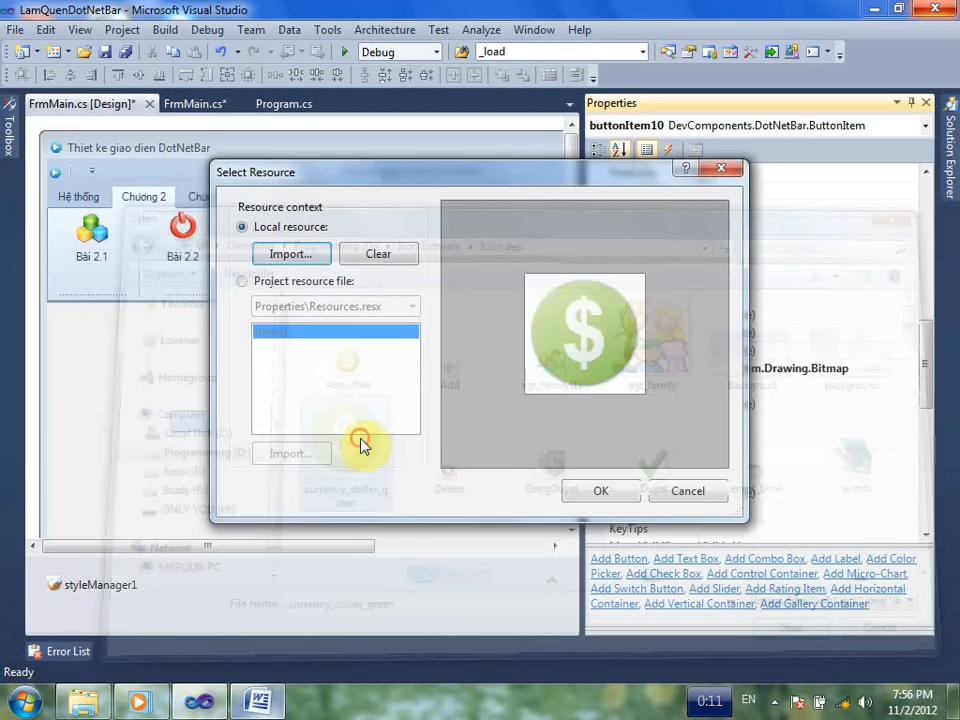 LamQuenDotNetBar - Microsoft Visual Studio
File Edit View Project Build Debug Team Data Tools Architecture Test Analyze Window Help
Debug
_load
FrmMain.cs [Design]* FrmMain.cs* Program.cs
Properties
buttonItem10 DevComponents.DotNetBar.ButtonItem
Toolbox
Solution Explorer
Thiet ke giao dien DotNetBar
Hệ thống Chương 2
Bài 2.1 Bài 2.2
Select Resource
Resource context
Local resource:
Import... Clear
Project resource file:
Properties\Resources.resx
(none)
Import...
OK Cancel
m.Drawing.Bitmap
KeyTips
Add Button, Add Text Box, Add Combo Box, Add Label, Add Color
Picker, Add Check Box, Add Control Container, Add Micro-Chart,
Add Switch Button, Add Slider, Add Rating Item, Add Horizontal
Container, Add Vertical Container, Add Gallery Container
styleManager1
File name: currency_dollar_green
Error List
Ready
0:11
EN
7:56 PM
11/2/2012